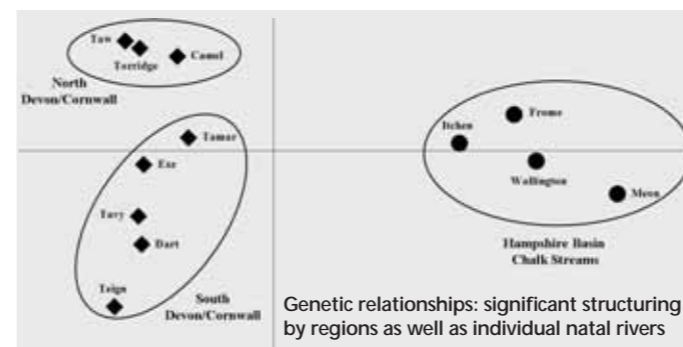 Taw
Torridge
Camel
North
Devon/Cornwall
Tamar
Exe
Tavy
Dart
Teign
South
Devon/Cornwall
Frome
Itchen
Wallington
Meon
Hampshire Basin
Chalk Streams
Genetic relationships: significant structuring
by regions as well as individual natal rivers